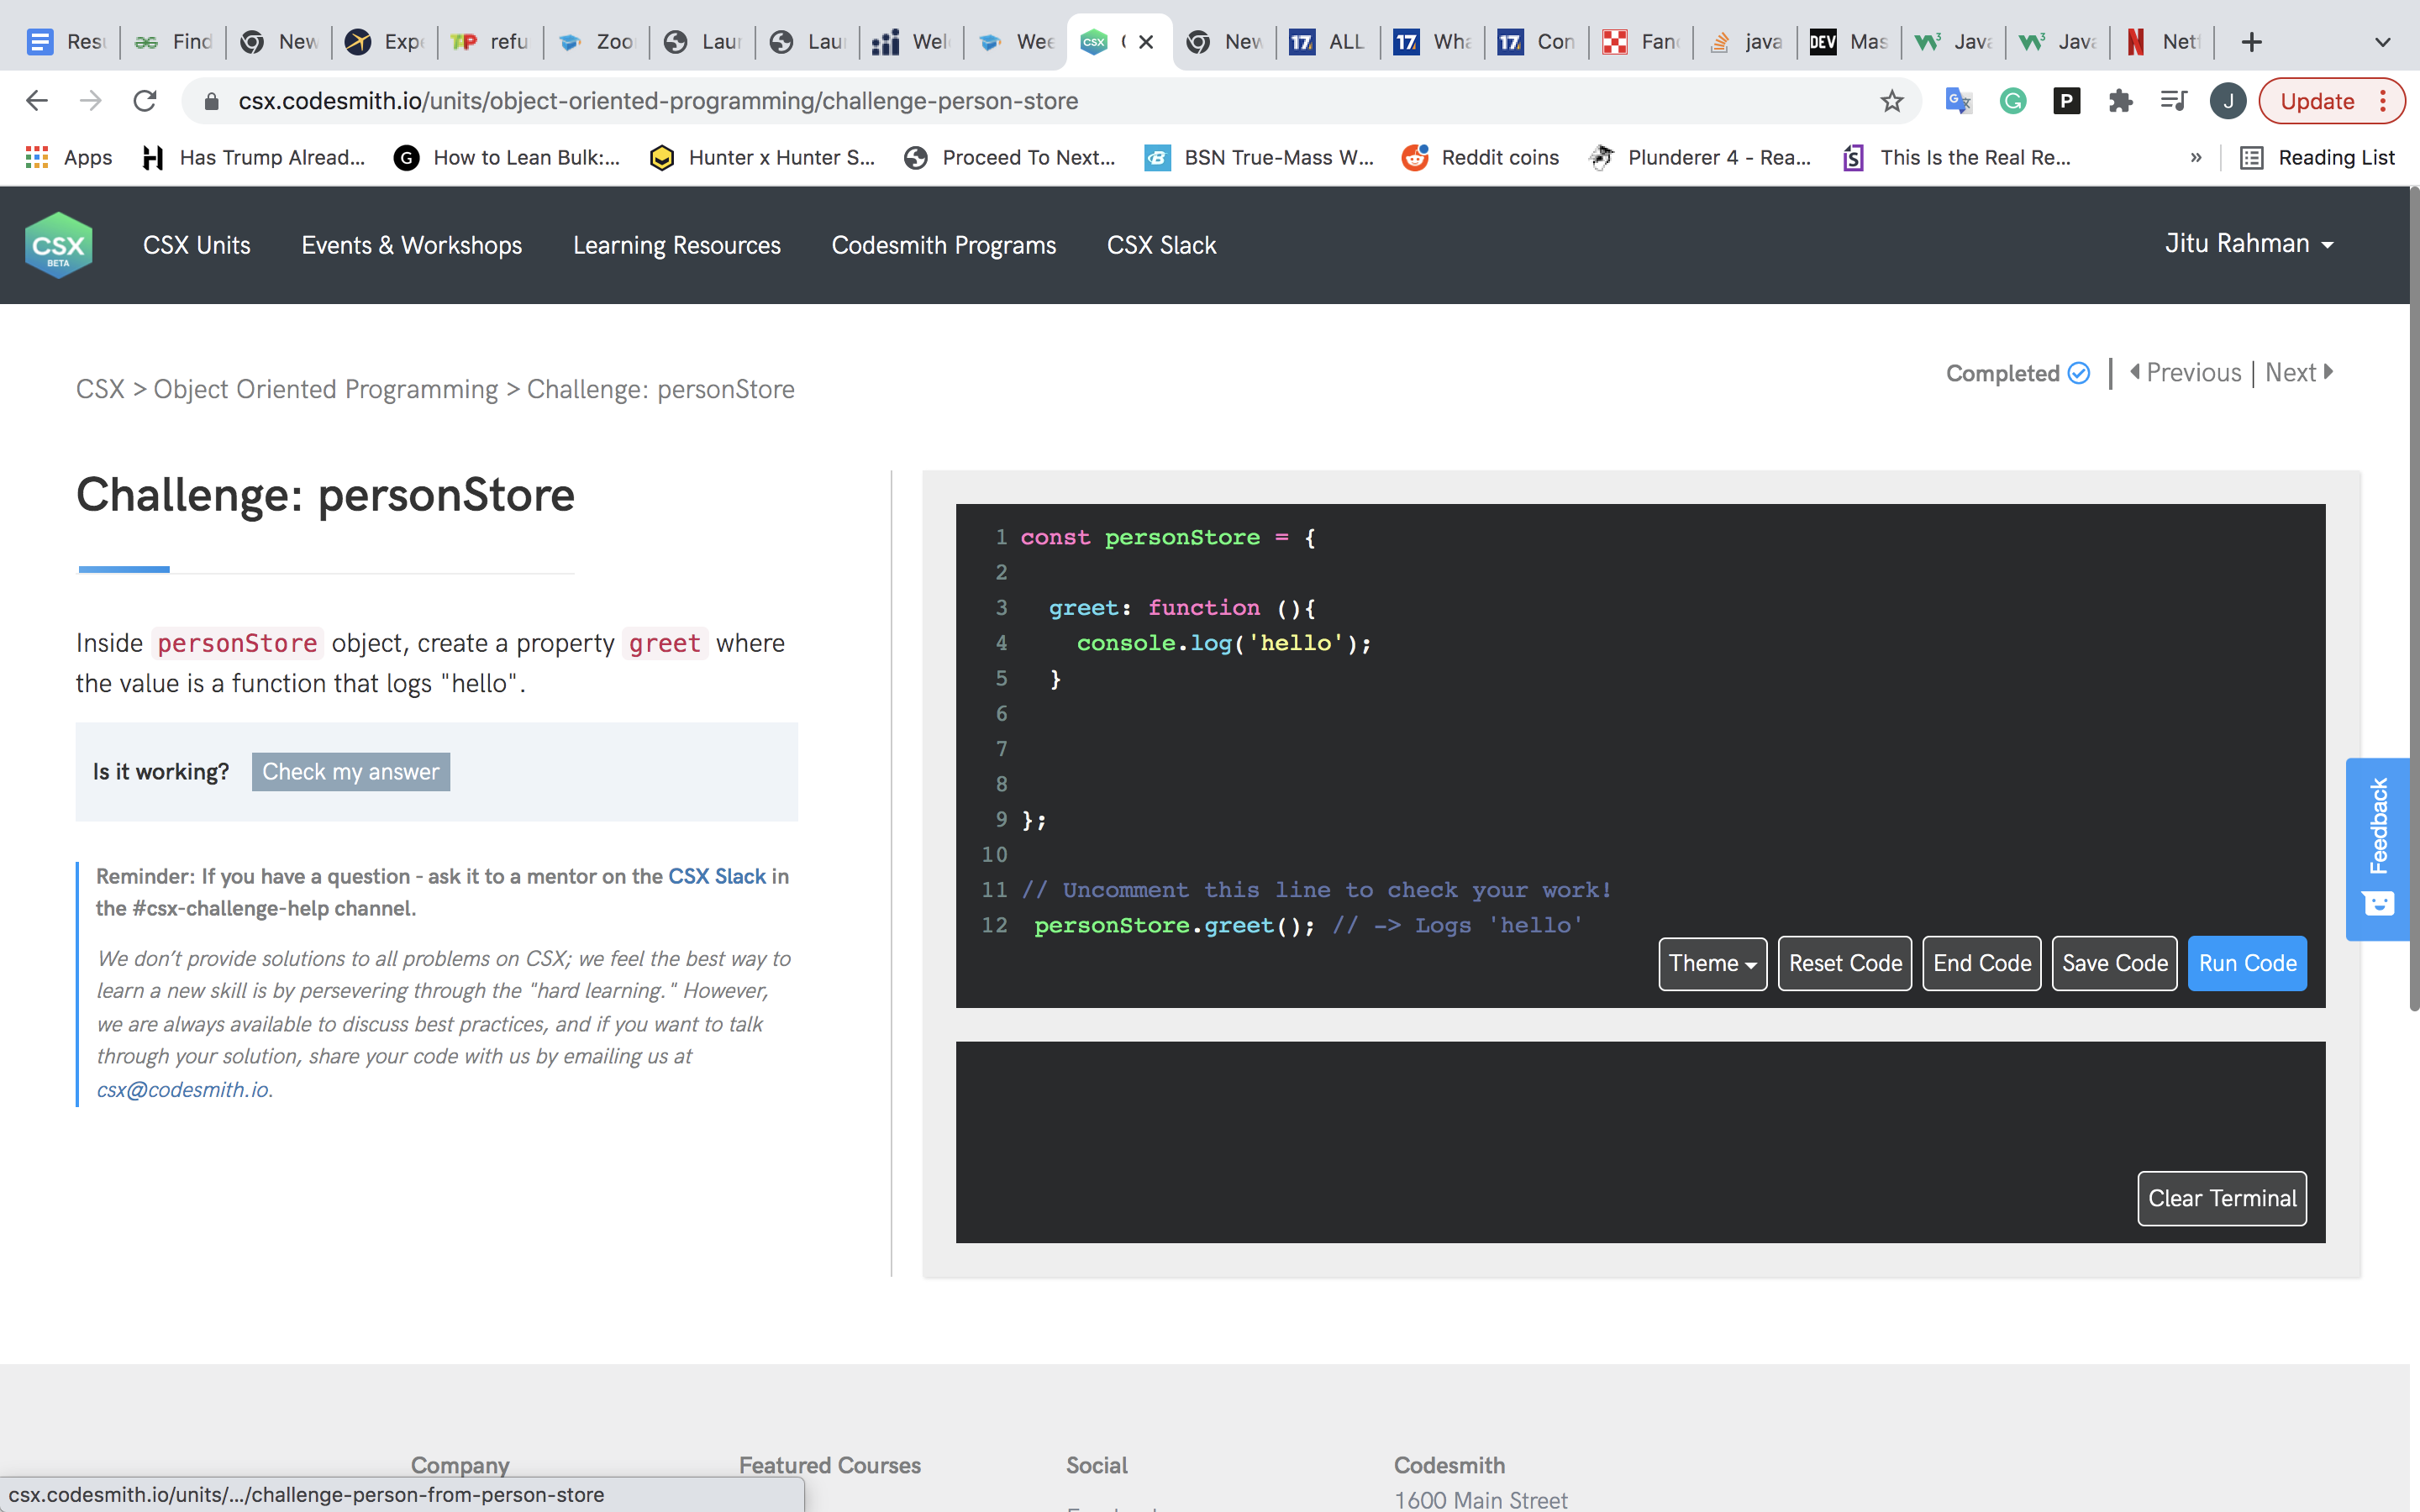 Resu Find New Expe TP refu Zoo Laun Laun Wel Wee CSX New 17 ALL 17 Wha 17 Con Fan java DEV Mas Java Java Net
csx.codesmith.io/units/object-oriented-programming/challenge-person-store P J Update
Apps Has Trump Alread... How to Lean Bulk:... Hunter x Hunter S... Proceed To Next... BSN True-Mass W... Reddit coins Plunderer 4 - Rea... This Is the Real Re... » Reading List
CSX BETA CSX Units Events & Workshops Learning Resources Codesmith Programs CSX Slack Jitu Rahman
CSX > Object Oriented Programming > Challenge: personStore
Completed | Previous | Next
Challenge: personStore
Inside personStore object, create a property greet where
the value is a function that logs "hello".
Is it working? Check my answer
Reminder: If you have a question - ask it to a mentor on the CSX Slack in
the #csx-challenge-help channel.
We don’t provide solutions to all problems on CSX; we feel the best way to
learn a new skill is by persevering through the "hard learning." However,
we are always available to discuss best practices, and if you want to talk
through your solution, share your code with us by emailing us at
csx@codesmith.io.
1 const personStore = {
2
3 greet: function (){
4 console.log('hello');
5 }
6
7
8
9 };
10
11 // Uncomment this line to check your work!
12 personStore.greet(); // -> Logs 'hello'
Theme Reset Code End Code Save Code Run Code
Clear Terminal
Feedback
Company Featured Courses Social Codesmith
1600 Main Street
csx.codesmith.io/units/.../challenge-person-from-person-store